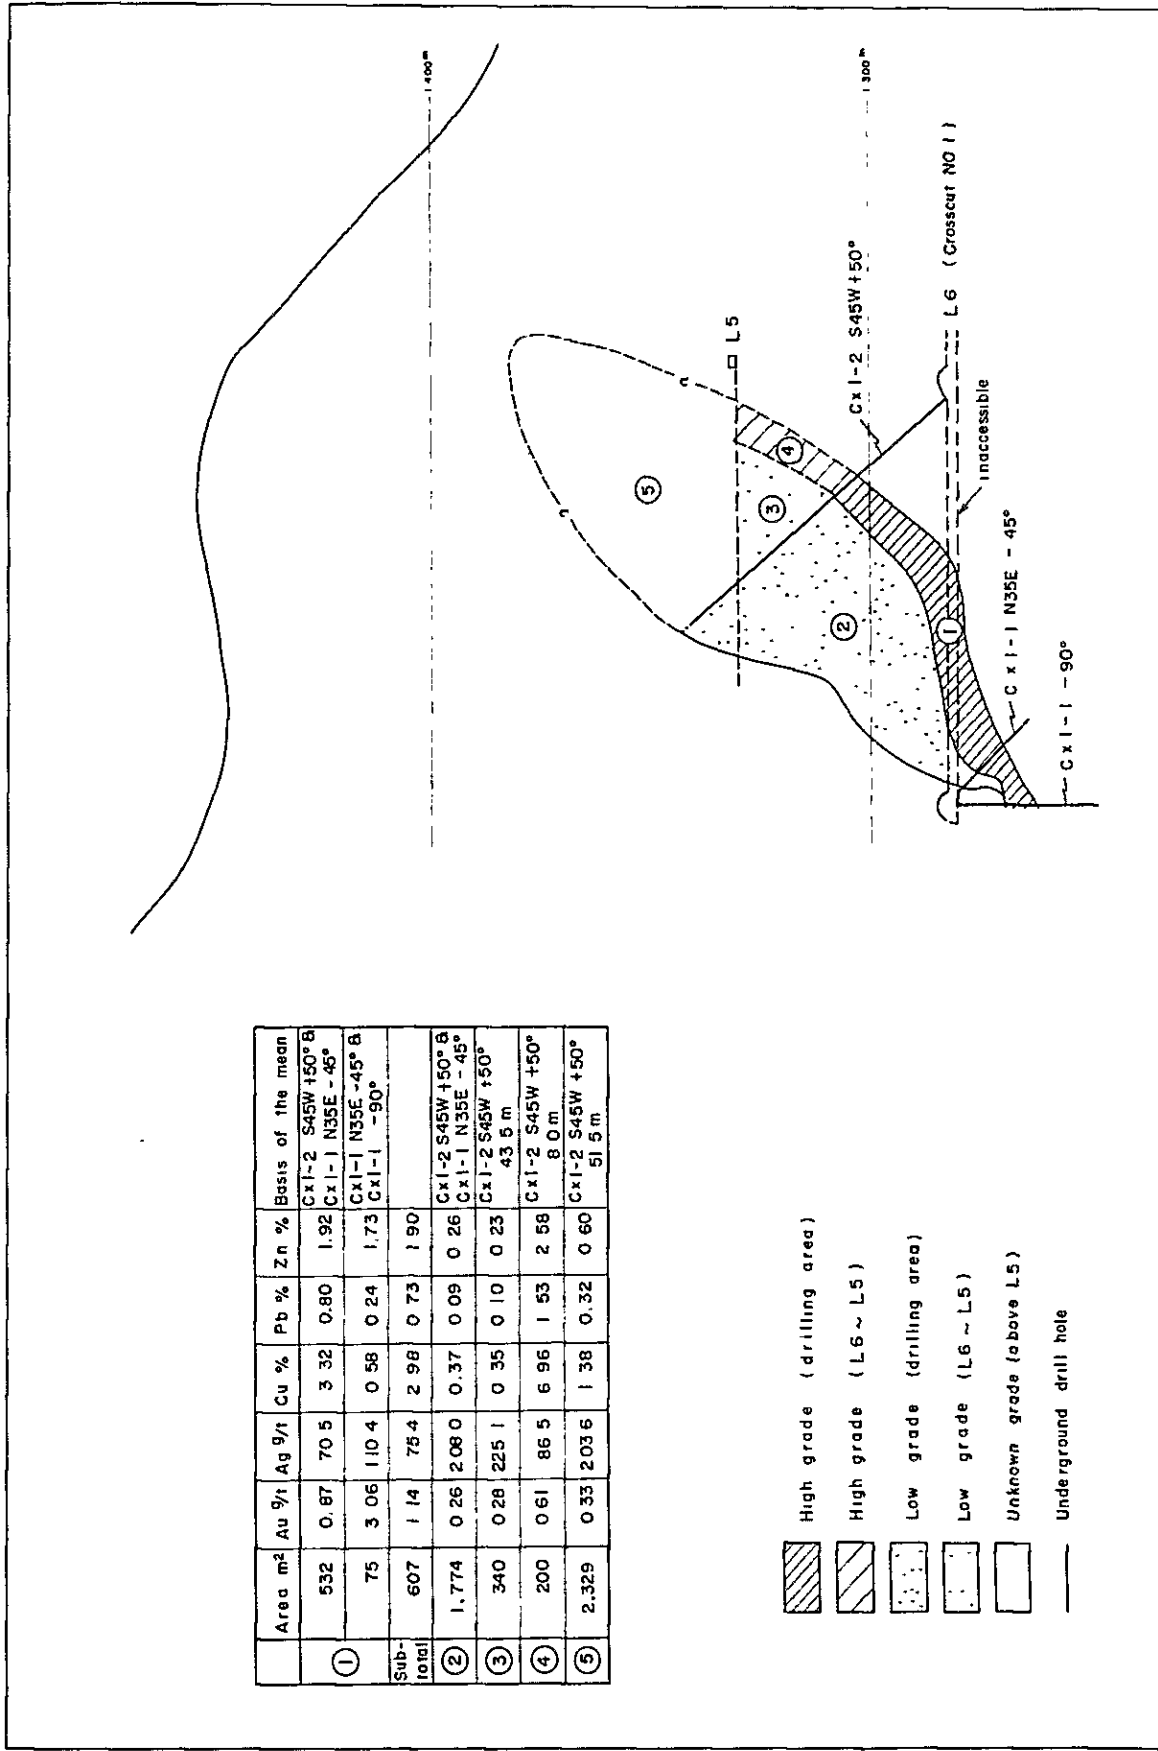 Area m² Au g/t Ag g/t Cu % Pb % Zn % Basis of the mean
① 532 0.87 70 5 3 32 0.80 1.92 Cx1-2 S45W +50° &
Cx1-1 N35E - 45°
75 3 06 110 4 0 58 0 24 1.73 Cx1-1 N35E -45° &
Cx1-1 -90°
Sub-
total 607 1 14 75 4 2 98 0 73 1 90
② 1,774 0 26 208 0 0.37 0 09 0 26 Cx1-2 S45W +50° &
Cx1-1 N35E - 45°
③ 340 0 28 225 1 0 35 0 10 0 23 Cx1-2 S45W +50°
43 5 m
④ 200 0 61 86 5 6 96 1 53 2 58 Cx1-2 S45W +50°
8 0 m
⑤ 2,329 0 33 203 6 1 38 0.32 0 60 Cx1-2 S45W +50°
51 5 m
High grade (drilling area)
High grade (L6 ~ L5)
Low grade (drilling area)
Low grade (L6 ~ L5)
Unknown grade (above L5)
Underground drill hole
1400m
⑤
L5
④
③
Cx1-2 S45W+50°
②
1300m
①
L6 (Crosscut NO 1)
inaccessible
Cx1-1 N35E - 45°
Cx1-1 -90°